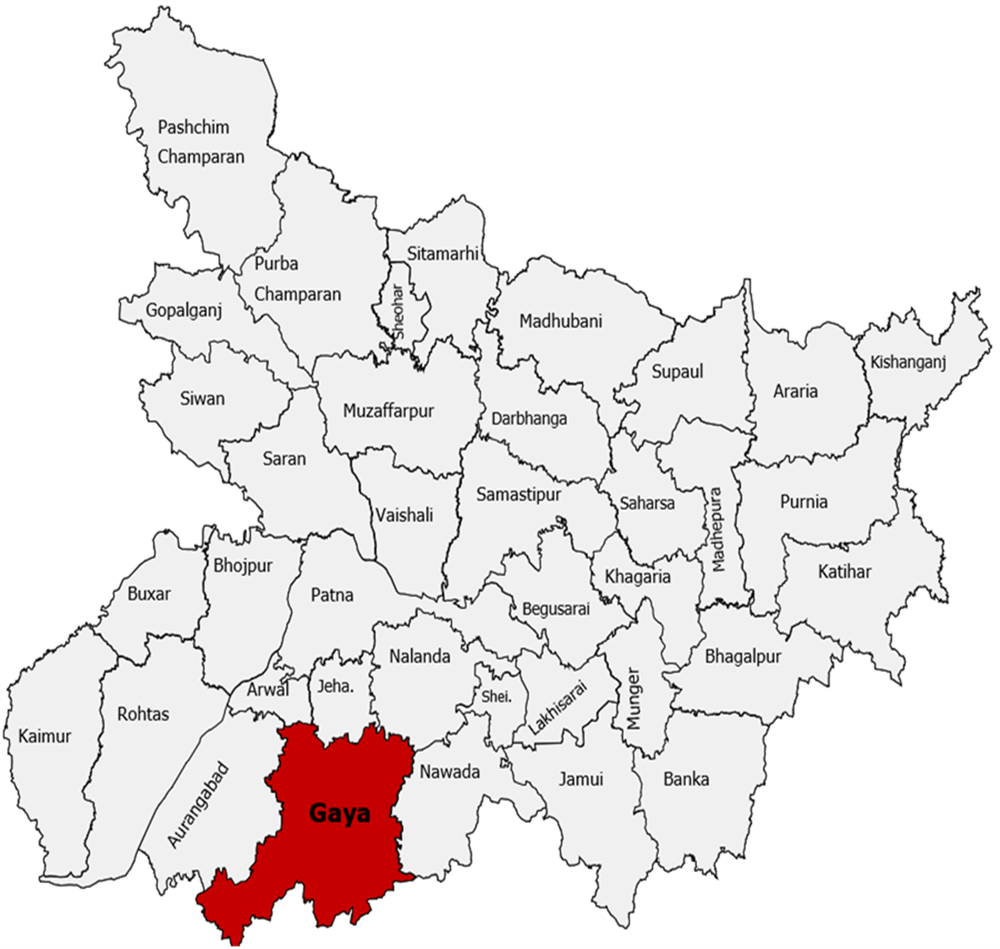 Pashchim
Champaran
Purba
Champaran
Sitamarhi
Sheohar
Gopalganj
Madhubani
Siwan
Muzaffarpur
Darbhanga
Supaul
Araria
Kishanganj
Saran
Vaishali
Samastipur
Saharsa
Madhepura
Purnia
Katihar
Buxar
Bhojpur
Patna
Begusarai
Khagaria
Bhagalpur
Nalanda
Arwal
Jeha.
Shei.
Lakhisarai
Munger
Kaimur
Rohtas
Aurangabad
Gaya
Nawada
Jamui
Banka